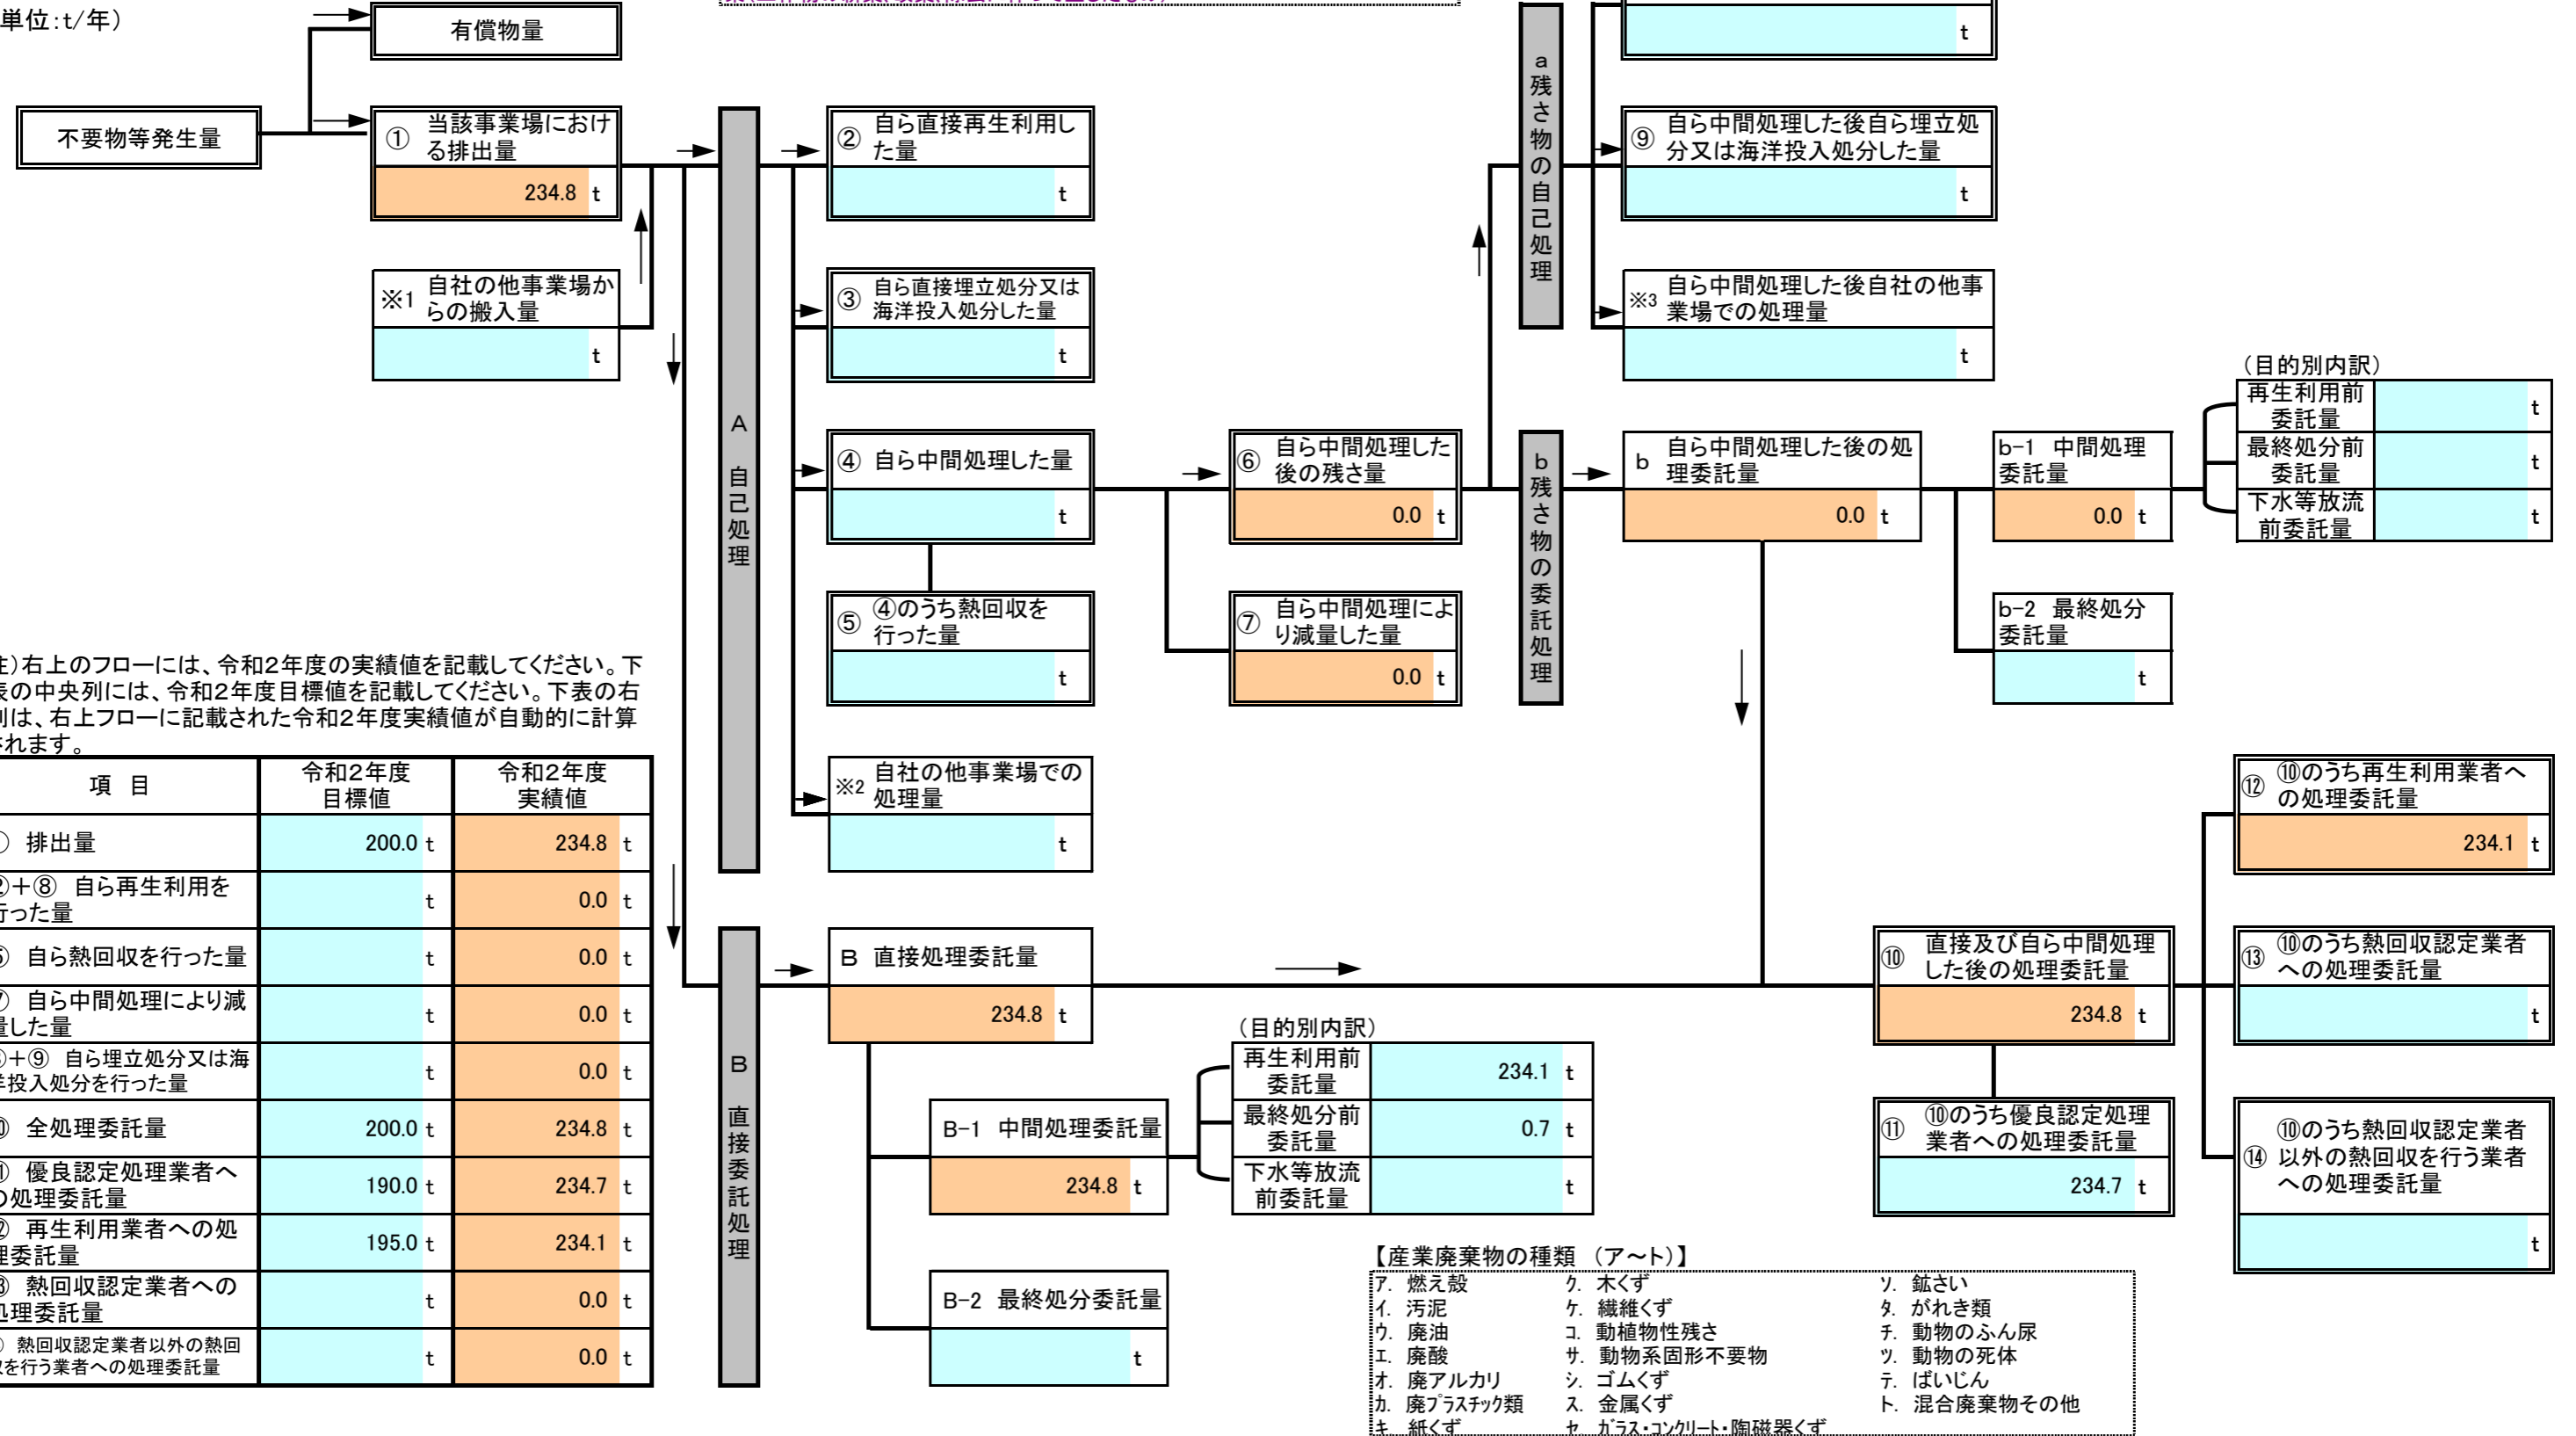 単位:t/年)
有償物量
t
不要物等発生量
① 当該事業場におけ
る排出量
234.8 t
② 自ら直接再生利用し
た量
t
a
残さ物の自己処理
⑨ 自ら中間処理した後自ら埋立処
分又は海洋投入処分した量
t
※1 自社の他事業場か
らの搬入量
t
③ 自ら直接埋立処分又は
海洋投入処分した量
t
※3 自ら中間処理した後自社の他事
業場での処理量
t
A
自己処理
④ 自ら中間処理した量
t
⑥ 自ら中間処理した
後の残さ量
0.0 t
b
残さ物の委託処理
b 自ら中間処理した後の処
理委託量
0.0 t
b-1 中間処理
委託量
0.0 t
(目的別内訳)
再生利用前
委託量
t
最終処分前
委託量
t
下水等放流
前委託量
t
⑤ ④のうち熱回収を
行った量
t
⑦ 自ら中間処理によ
り減量した量
0.0 t
b-2 最終処分
委託量
t
)右上のフローには、令和2年度の実績値を記載してください。下
の中央列には、令和2年度目標値を記載してください。下表の右
は、右上フローに記載された令和2年度実績値が自動的に計算
れます。
項 目 令和2年度
目標値 令和2年度
実績値
排出量 200.0 t 234.8 t
+⑧ 自ら再生利用を
った量 t 0.0 t
自ら熱回収を行った量 t 0.0 t
自ら中間処理により減
した量 t 0.0 t
+⑨ 自ら埋立処分又は海
投入処分を行った量 t 0.0 t
全処理委託量 200.0 t 234.8 t
優良認定処理業者へ
の処理委託量 190.0 t 234.7 t
再生利用業者への処
理委託量 195.0 t 234.1 t
熱回収認定業者への
処理委託量 t 0.0 t
熱回収認定業者以外の熱回
を行う業者への処理委託量 t 0.0 t
※2 自社の他事業場での
処理量
t
B
直接委託処理
B 直接処理委託量
234.8 t
B-1 中間処理委託量
234.8 t
(目的別内訳)
再生利用前
委託量
234.1 t
最終処分前
委託量
0.7 t
下水等放流
前委託量
t
B-2 最終処分委託量
t
⑩ 直接及び自ら中間処理
した後の処理委託量
234.8 t
⑪ ⑩のうち優良認定処理
業者への処理委託量
234.7 t
⑫ ⑩のうち再生利用業者へ
の処理委託量
234.1 t
⑬ ⑩のうち熱回収認定業者
への処理委託量
t
⑭ ⑩のうち熱回収認定業者
以外の熱回収を行う業者
への処理委託量
t
【産業廃棄物の種類 (ア~ト)】
ア. 燃え殻 ク. 木くず ソ. 鉱さい
イ. 汚泥 ケ. 繊維くず タ. がれき類
ウ. 廃油 コ. 動植物性残さ チ. 動物のふん尿
エ. 廃酸 サ. 動物系固形不要物 ツ. 動物の死体
オ. 廃アルカリ シ. ゴムくず テ. ばいじん
カ. 廃プラスチック類 ス. 金属くず ト. 混合廃棄物その他
キ 紙くず セ ガラス・コンクリート・陶磁器くず